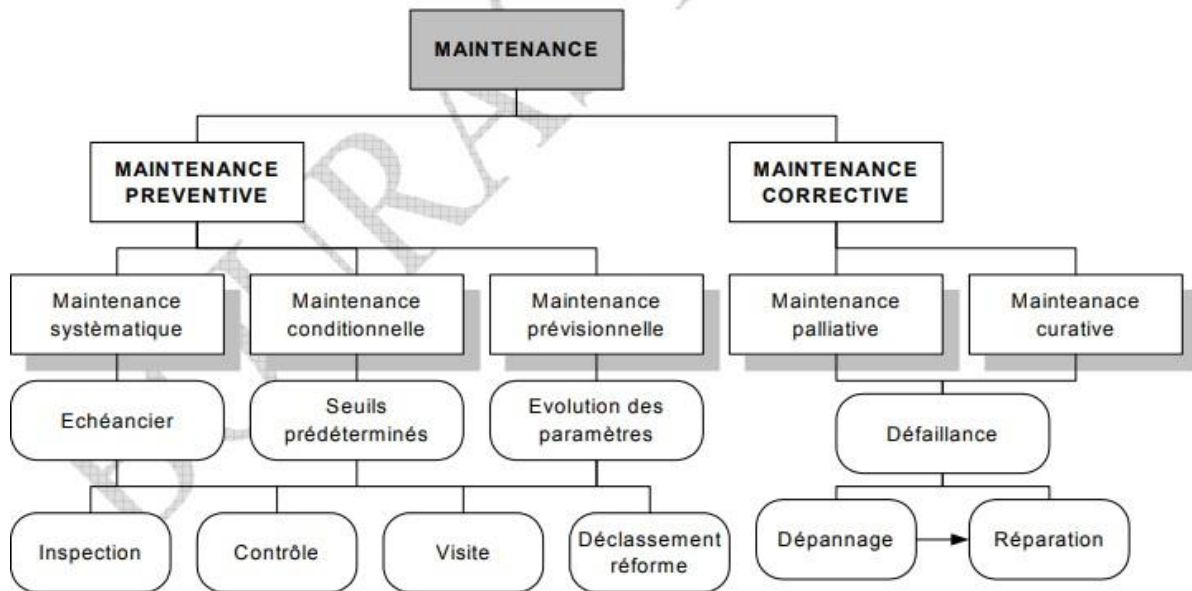 MAINTENANCE
MAINTENANCE
PREVENTIVE
MAINTENANCE
CORRECTIVE
Maintenance
systèmatique
Maintenance
conditionnelle
Maintenance
prévisionnelle
Maintenance
palliative
Mainteanace
curative
Echéancier
Seuils
prédéterminés
Evolution des
paramètres
Défaillance
Inspection
Contrôle
Visite
Déclassement
réforme
Dépannage
Réparation